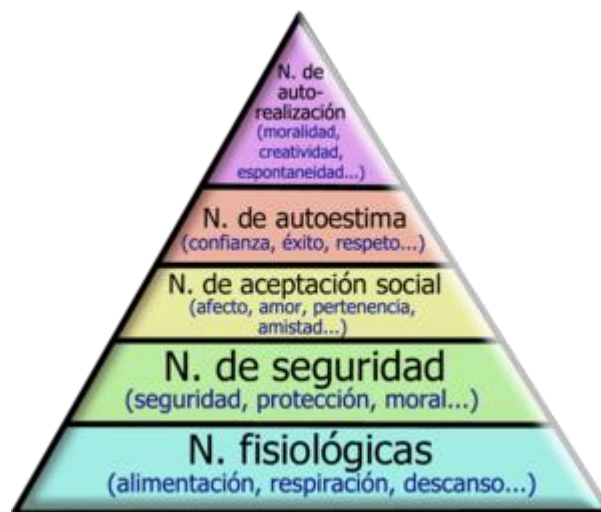 N. de
auto-
realización
(moralidad,
creatividad,
espontaneidad...)
N. de autoestima
(confianza, éxito, respeto...)
N. de aceptación social
(afecto, amor, pertenencia,
amistad...)
N. de seguridad
(seguridad, protección, moral...)
N. fisiológicas
(alimentación, respiración, descanso...)